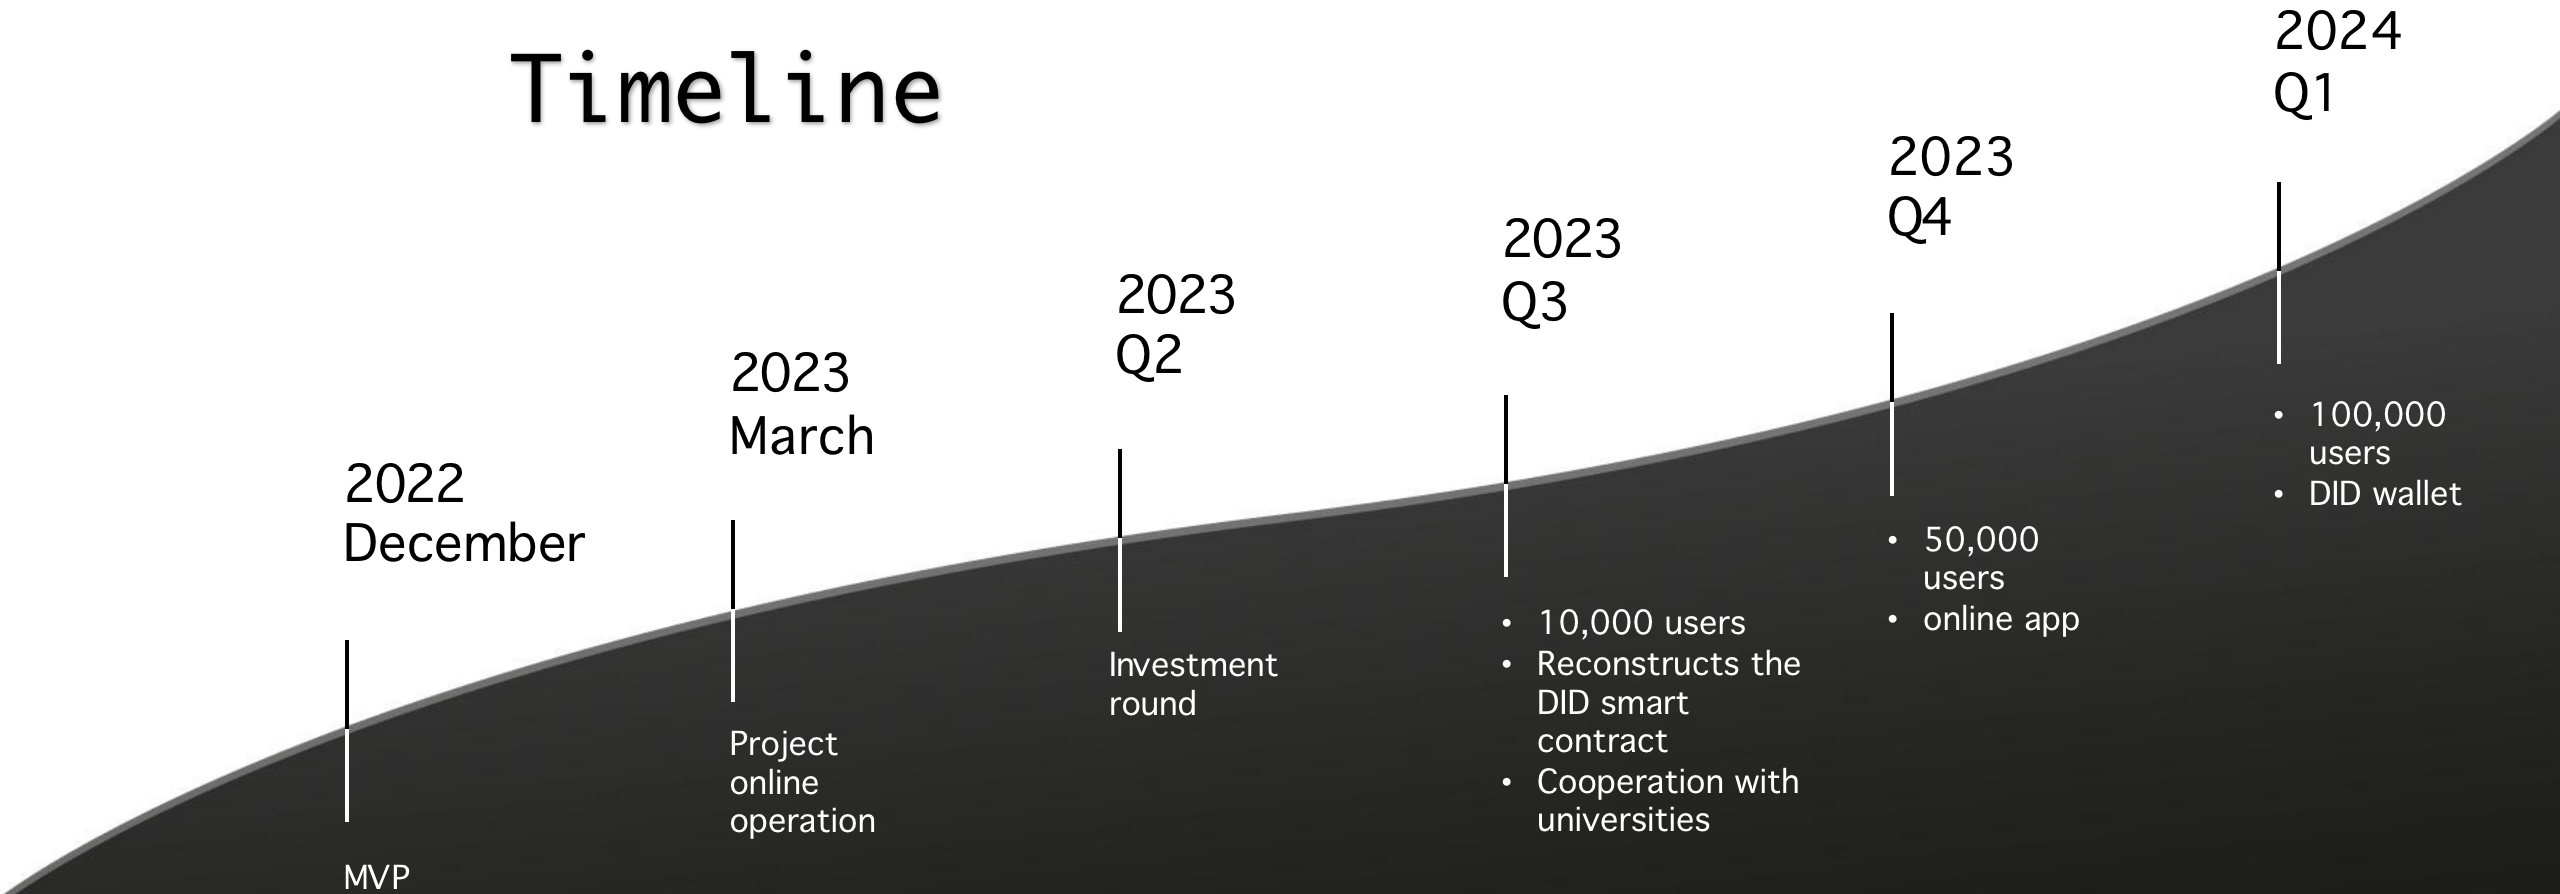 Timeline
2022
December
MVP
2023
March
Project
online
operation
2023
Q2
Investment
round
2023
Q3
• 10,000 users
• Reconstructs the
DID smart
contract
• Cooperation with
universities
2023
Q4
• 50,000
users
• online app
2024
Q1
• 100,000
users
• DID wallet